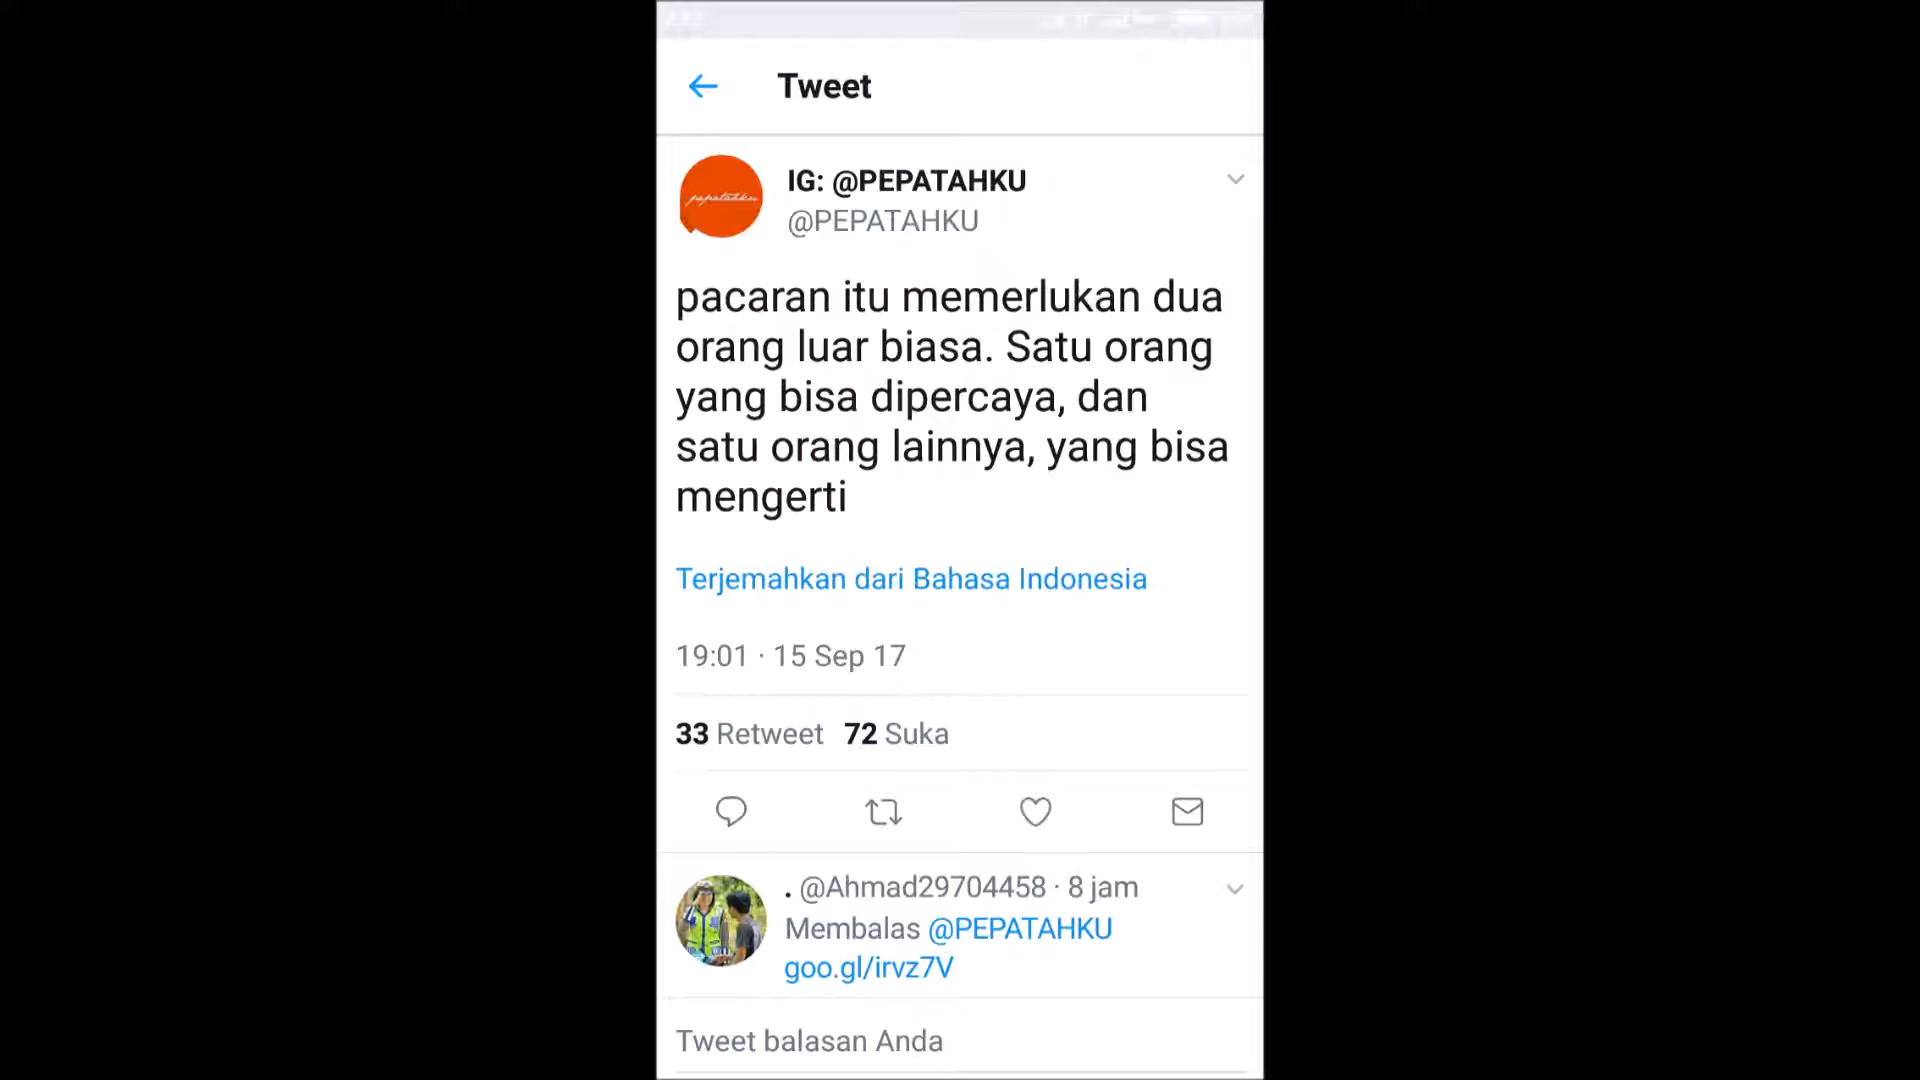 Tweet
pepatahku
IG: @PEPATAHKU
@PEPATAHKU
pacaran itu memerlukan dua
orang luar biasa. Satu orang
yang bisa dipercaya, dan
satu orang lainnya, yang bisa
mengerti
Terjemahkan dari Bahasa Indonesia
19:01 · 15 Sep 17
33 Retweet 72 Suka
. @Ahmad29704458 · 8 jam
Membalas @PEPATAHKU
goo.gl/irvz7V
Tweet balasan Anda